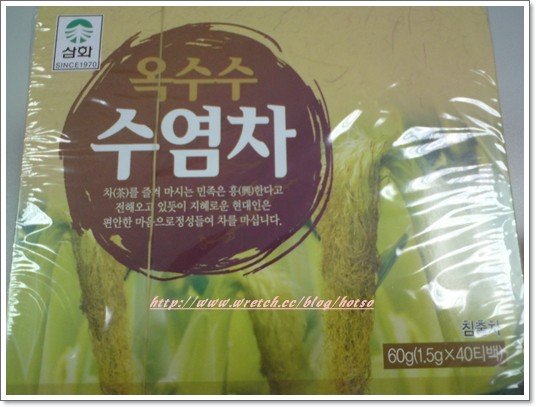 삼화
SINCE1970
옥수수
수염차
차(茶)를 즐겨 마시는 민족은 흥(興)한다고
전해오고 있듯이 지혜로운 현대인은
편안한 마음으로정성들여 차를 마십니다.
http://www.wretch.cc/blog/hotso
침출차
60g(1.5g×40티백)